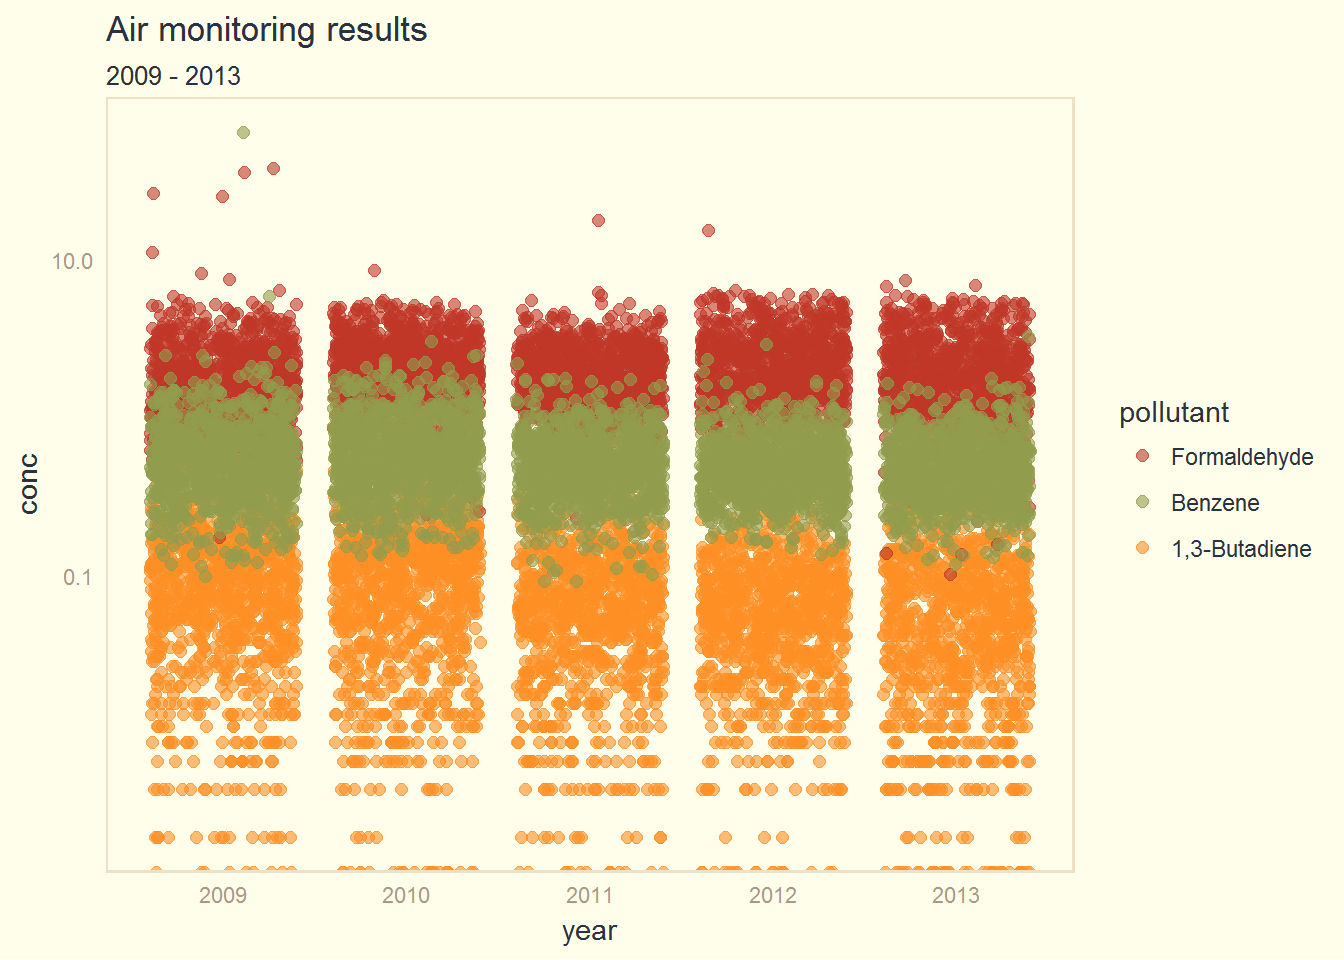 Air monitoring results
2009 - 2013
10.0
0.1
conc
2009 2010 2011 2012 2013
year
pollutant
Formaldehyde
Benzene
1,3-Butadiene